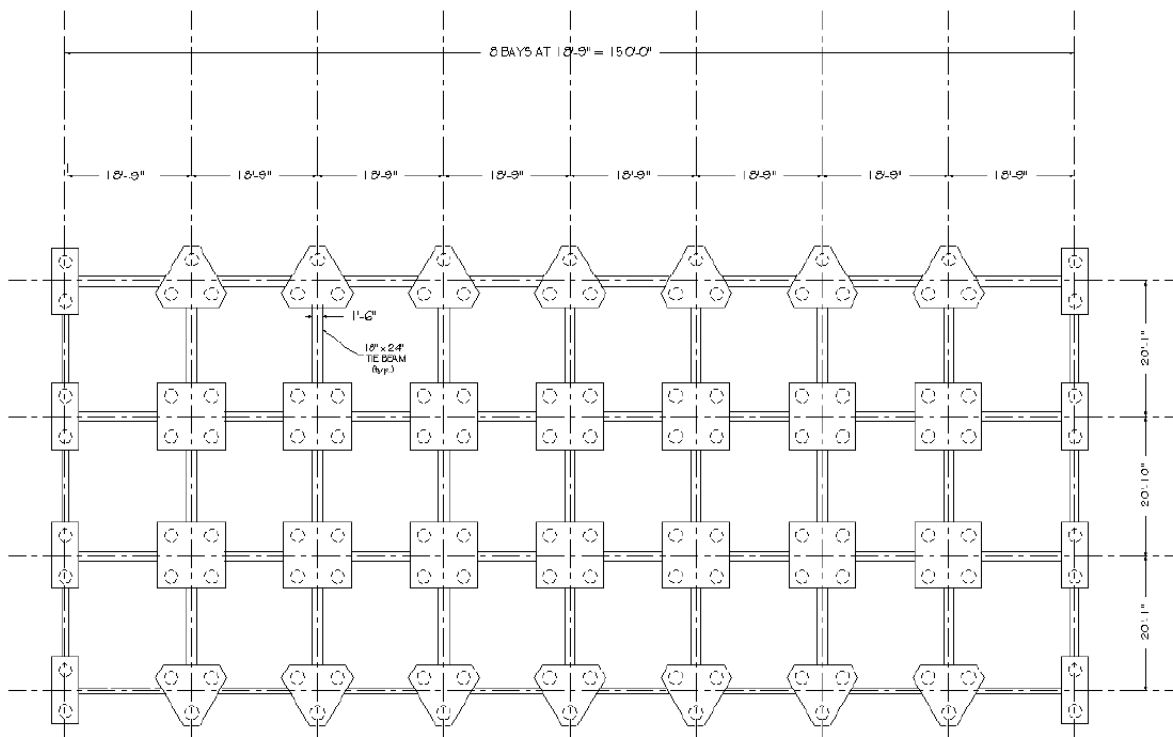 8 BAYS AT 18'-9" = 150'-0"
18'-9" 18'-9" 18'-9" 18'-9" 18'-9" 18'-9" 18'-9" 18'-9"
1'-6"
18" x 24"
TIE BEAM
(typ.)
20'-1"
20'-10"
20'-1"